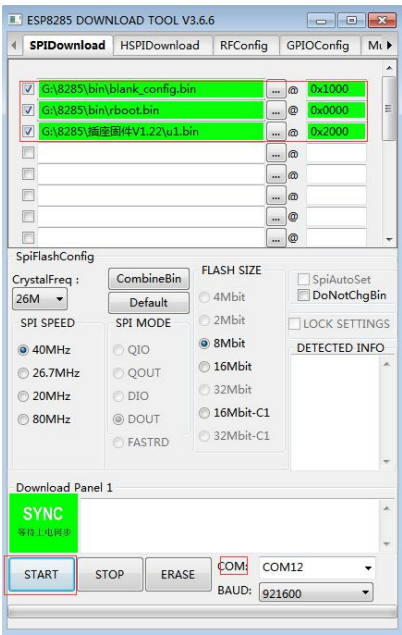 ESP8285 DOWNLOAD TOOL V3.6.6
SPIDownload HSPIDownload RFConfig GPIOConfig Mu
G:\8285\bin\blank_config.bin ... @ 0x1000
G:\8285\bin\rboot.bin ... @ 0x0000
G:\8285\插座固件V1.22\u1.bin ... @ 0x2000
... @
... @
... @
... @
SpiFlashConfig
CrystalFreq :
26M
CombineBin
Default
FLASH SIZE
4Mbit
2Mbit
8Mbit
16Mbit
32Mbit
16Mbit-C1
32Mbit-C1
SpiAutoSet
DoNotChgBin
LOCK SETTINGS
SPI SPEED
40MHz
26.7MHz
20MHz
80MHz
SPI MODE
QIO
QOUT
DIO
DOUT
FASTRD
DETECTED INFO
Download Panel 1
SYNC
等待上电同步
START STOP ERASE
COM: COM12
BAUD: 921600